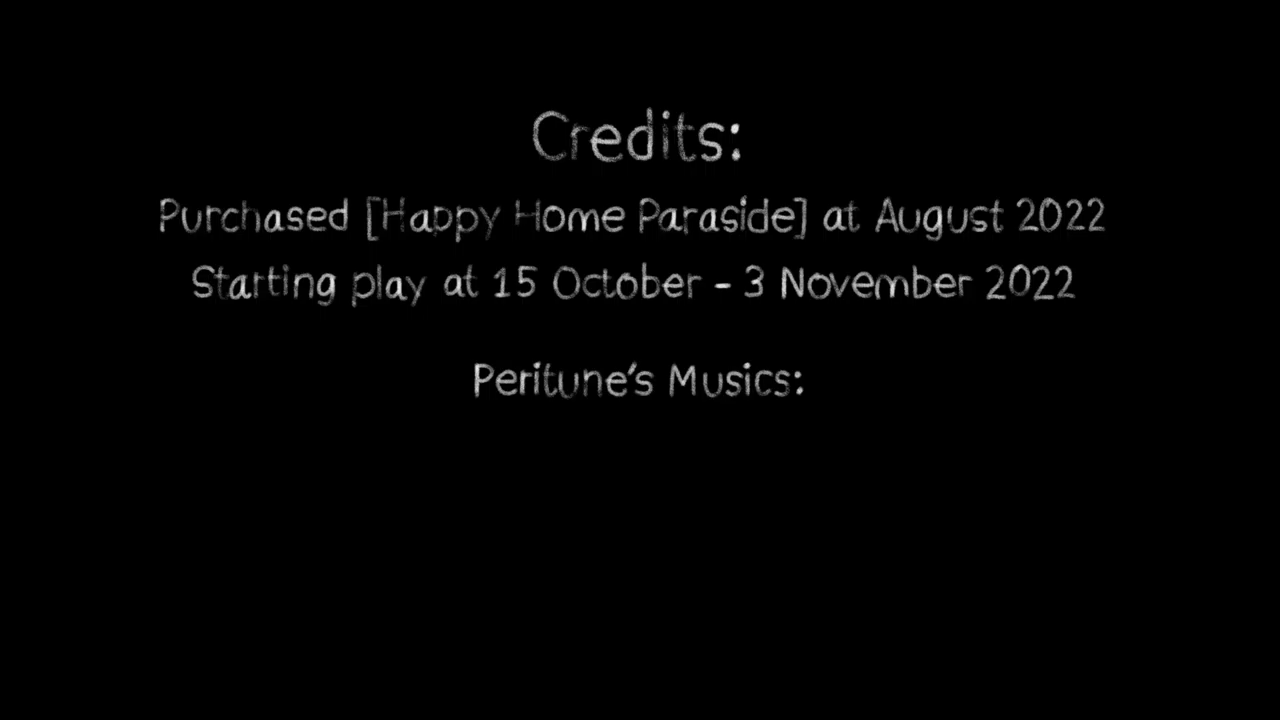 Credits:
Purchased [Happy Home Paraside] at August 2022
Starting play at 15 October - 3 November 2022
Peritune's Musics: